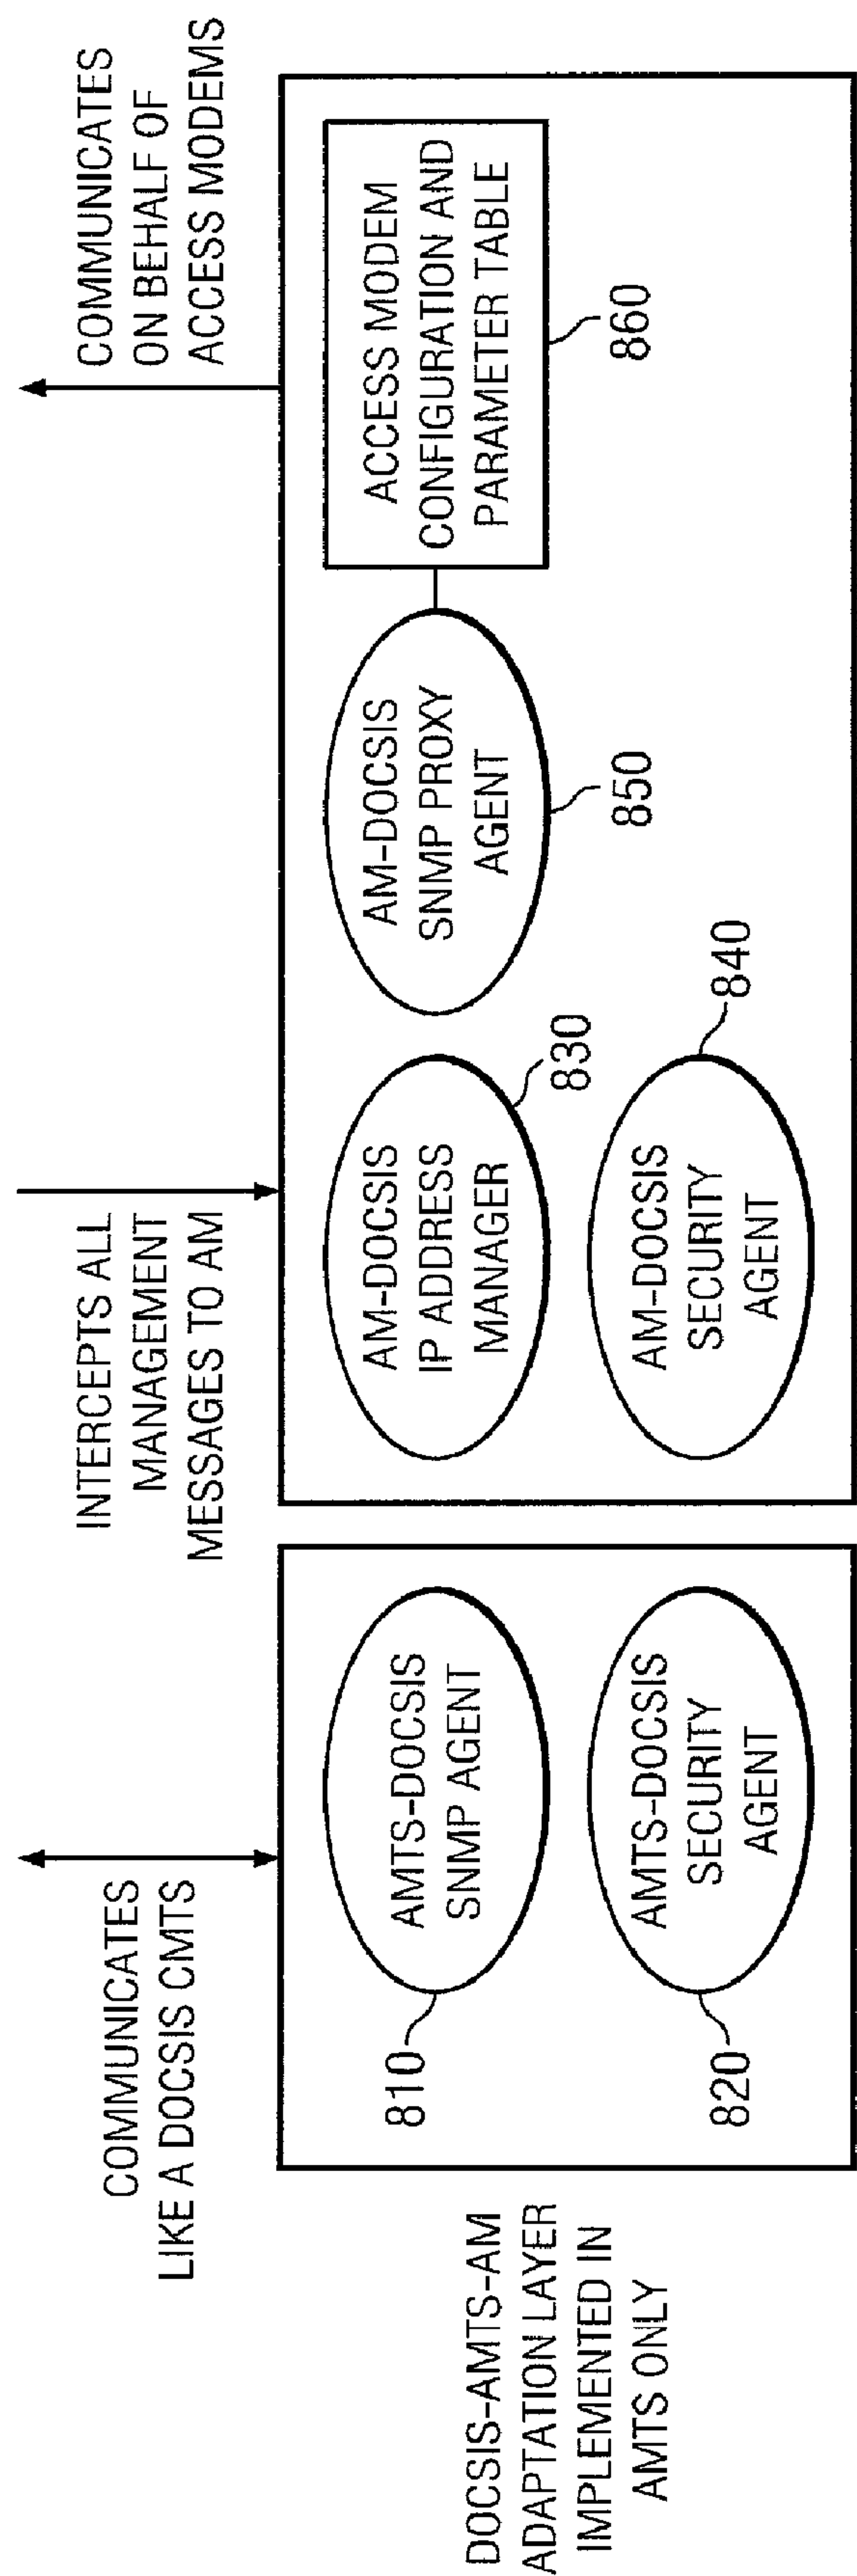 COMMUNICATES
LIKE A DOCSIS CMTS
INTERCEPTS ALL
MANAGEMENT
MESSAGES TO AM
COMMUNICATES
ON BEHALF OF
ACCESS MODEMS
DOCSIS-AMTS-AM
ADAPTATION LAYER
IMPLEMENTED IN
AMTS ONLY
AMTS-DOCSIS
SNMP AGENT
810
AMTS-DOCSIS
SECURITY
AGENT
820
AM-DOCSIS
IP ADDRESS
MANAGER
830
AM-DOCSIS
SECURITY
AGENT
840
AM-DOCSIS
SNMP PROXY
AGENT
850
ACCESS MODEM
CONFIGURATION AND
PARAMETER TABLE
860